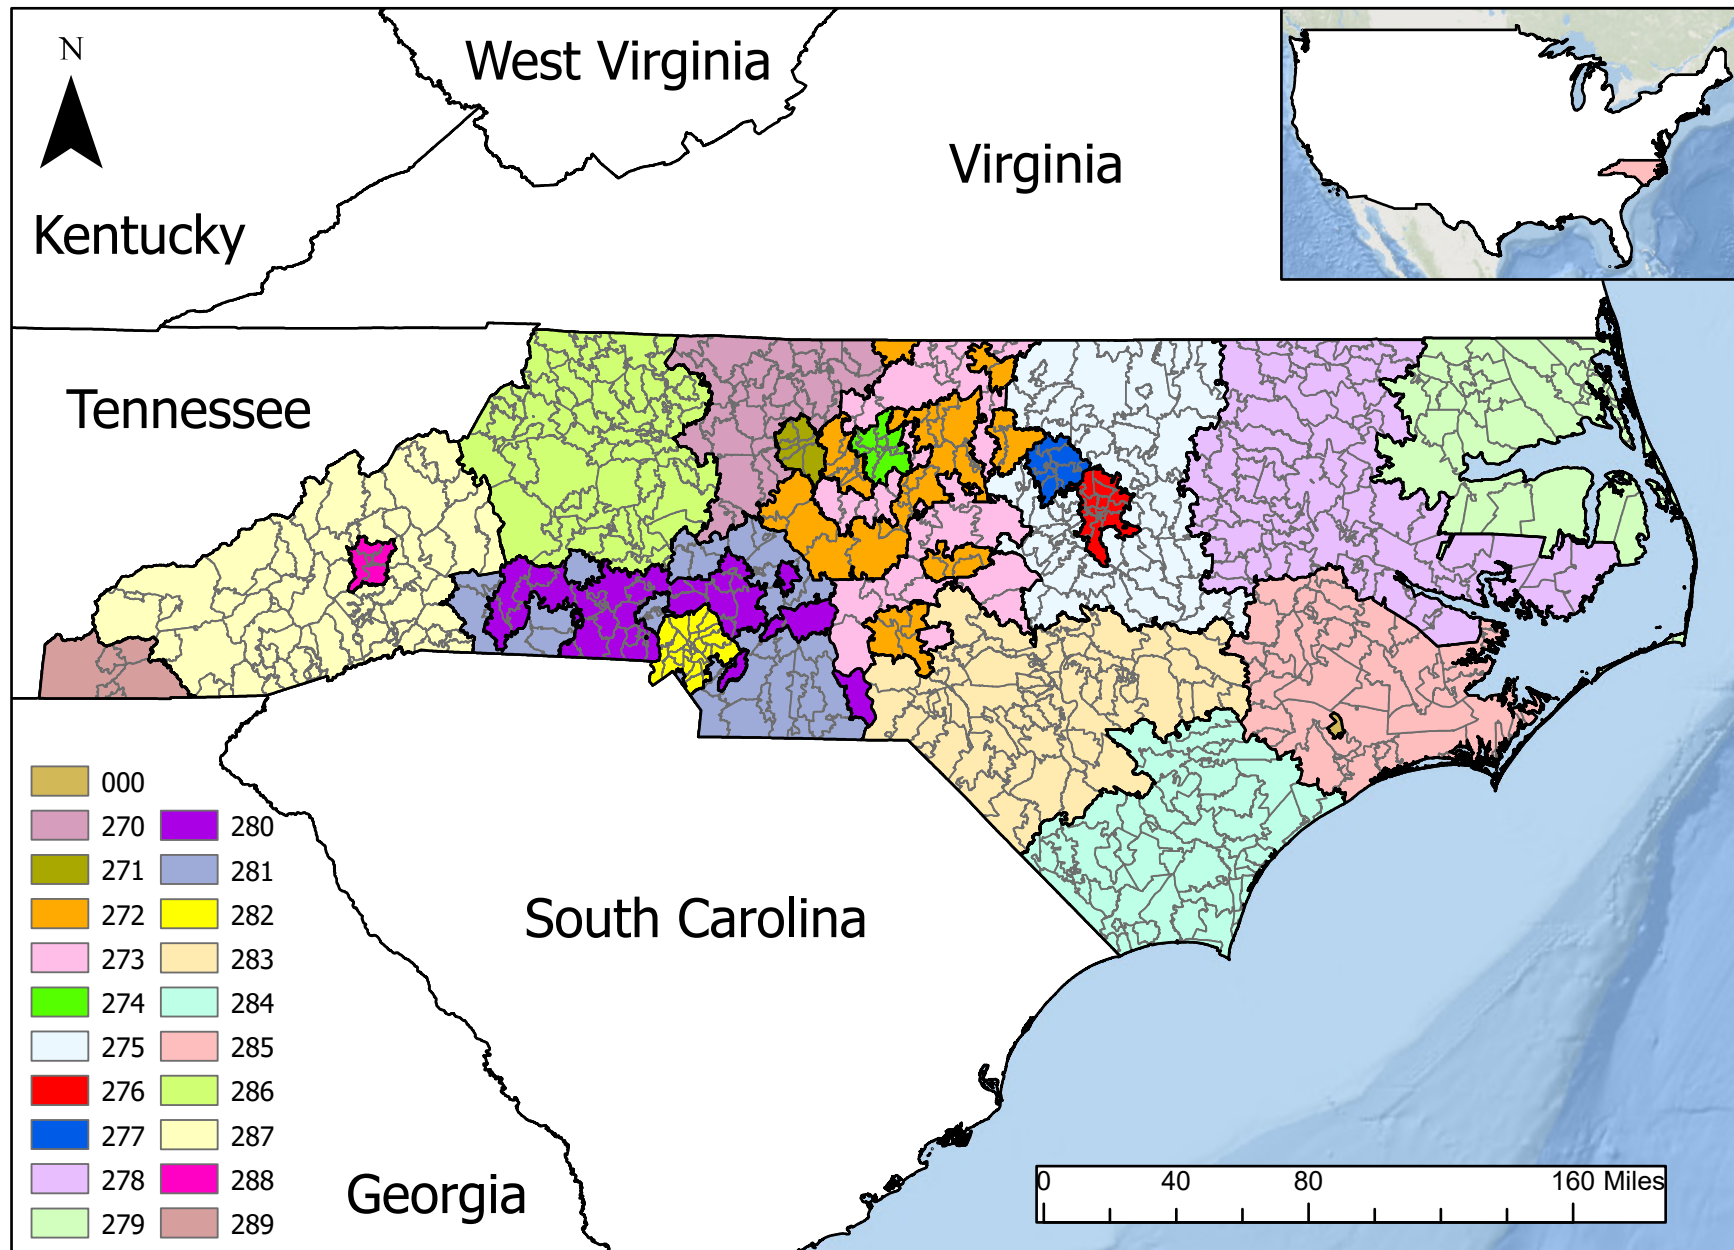 N
West Virginia
Virginia
Kentucky
Tennessee
000
270 280
271 281
272 282
273 283
274 284
275 285
276 286
277 287
278 288
279 289
South Carolina
Georgia
0 40 80 160 Miles